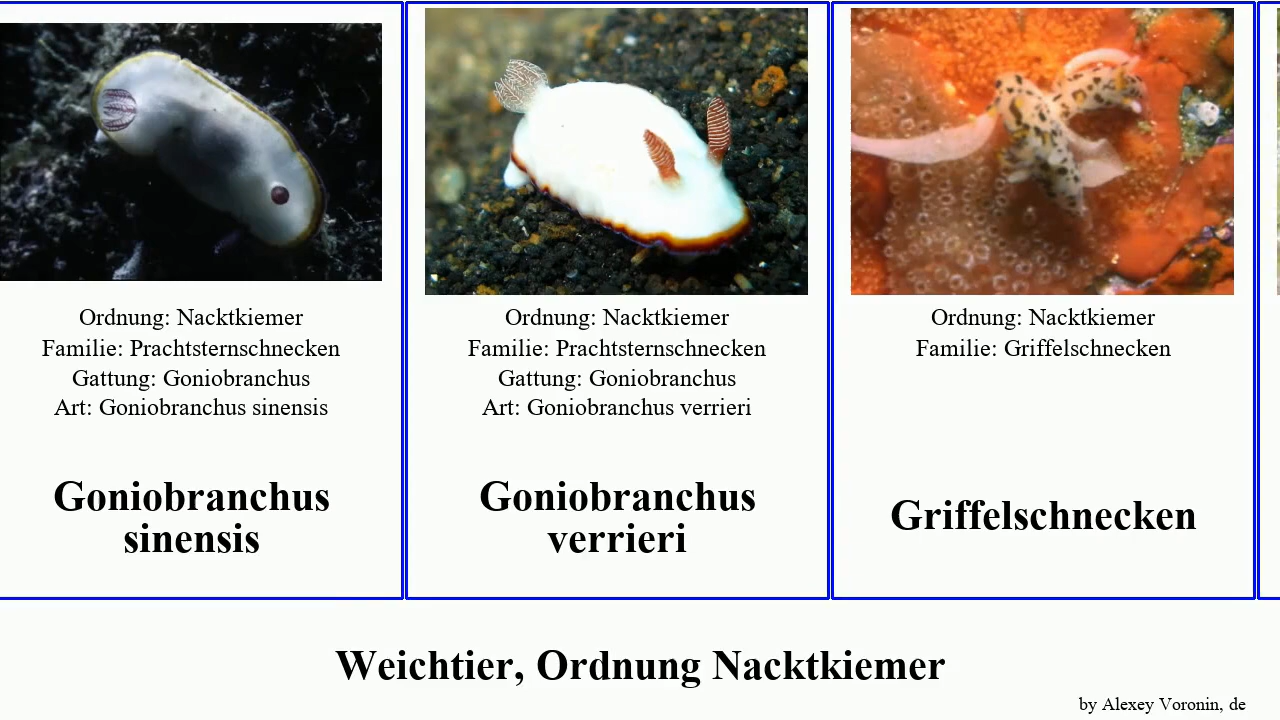 Ordnung: Nacktkiemer
Familie: Prachtsternschnecken
Gattung: Goniobranchus
Art: Goniobranchus sinensis
Goniobranchus
sinensis
Ordnung: Nacktkiemer
Familie: Prachtsternschnecken
Gattung: Goniobranchus
Art: Goniobranchus verrieri
Goniobranchus
verrieri
Ordnung: Nacktkiemer
Familie: Griffelschnecken
Griffelschnecken
Weichtier, Ordnung Nacktkiemer
by Alexey Voronin, de